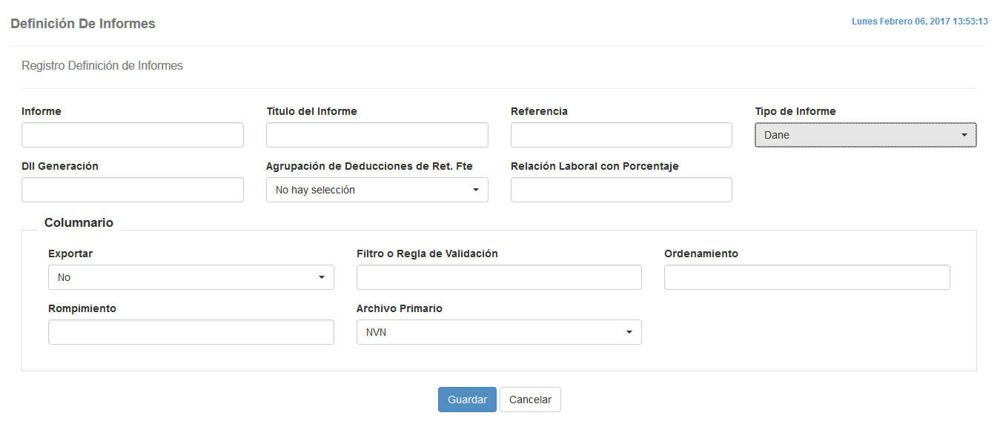 Definición De Informes
Lunes Febrero 06, 2017 13:53:13
Registro Definición de Informes
Informe Título del Informe Referencia Tipo de Informe
Dane
Dll Generación Agrupación de Deducciones de Ret. Fte Relación Laboral con Porcentaje
No hay selección
Columnario
Exportar Filtro o Regla de Validación Ordenamiento
No
Rompimiento Archivo Primario
NVN
Guardar Cancelar